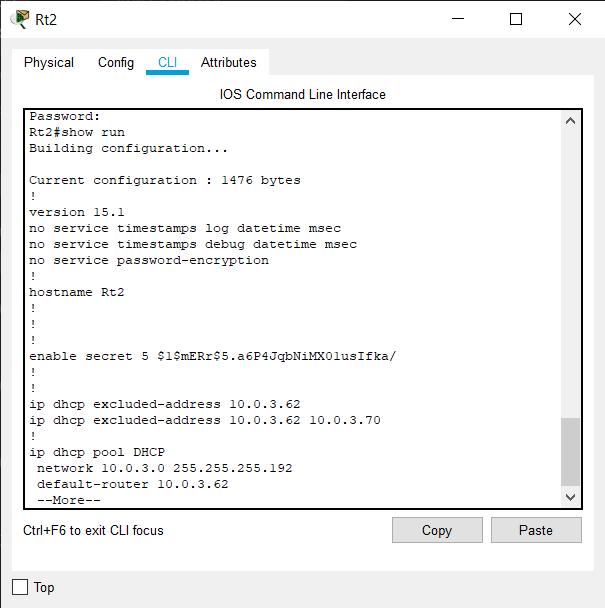 Rt2
Physical Config CLI Attributes
IOS Command Line Interface
Password:
Rt2#show run
Building configuration...
Current configuration : 1476 bytes
!
version 15.1
no service timestamps log datetime msec
no service timestamps debug datetime msec
no service password-encryption
!
hostname Rt2
!
!
!
enable secret 5 $1$mERr$5.a6P4JqbNiMX01usIfka/
!
!
ip dhcp excluded-address 10.0.3.62
ip dhcp excluded-address 10.0.3.62 10.0.3.70
!
ip dhcp pool DHCP
network 10.0.3.0 255.255.255.192
default-router 10.0.3.62
--More--
Ctrl+F6 to exit CLI focus
Copy
Paste
Top